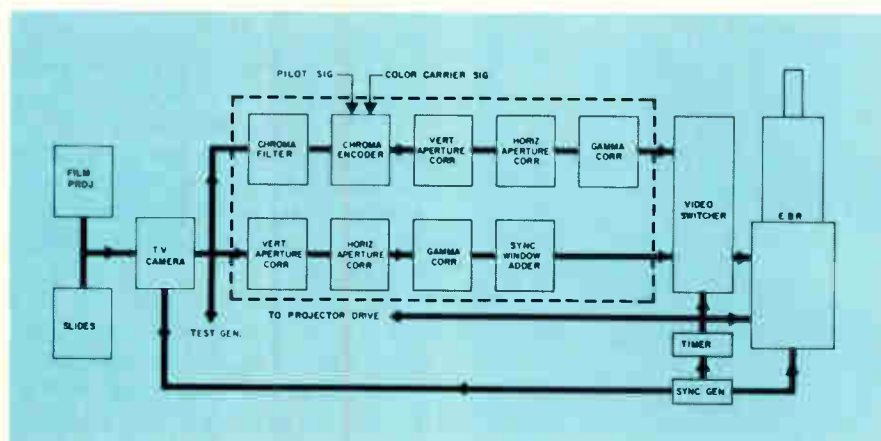 PILOT SIG
COLOR CARRIER SIG
CHROMA
FILTER
CHROMA
ENCODER
VERT
APERTURE
CORR
HORIZ
APERTURE
CORR
GAMMA
CORR
FILM
PROJ.
VIDEO
SWITCHER
E B R
T V
CAMERA
VERT
APERTURE
CORR
HORIZ
APERTURE
CORR
GAMMA
CORR
SYNC
WINDOW
ADDER
SLIDES
TEST GEN.
TO PROJECTOR DRIVE
TIMER
SYNC GEN